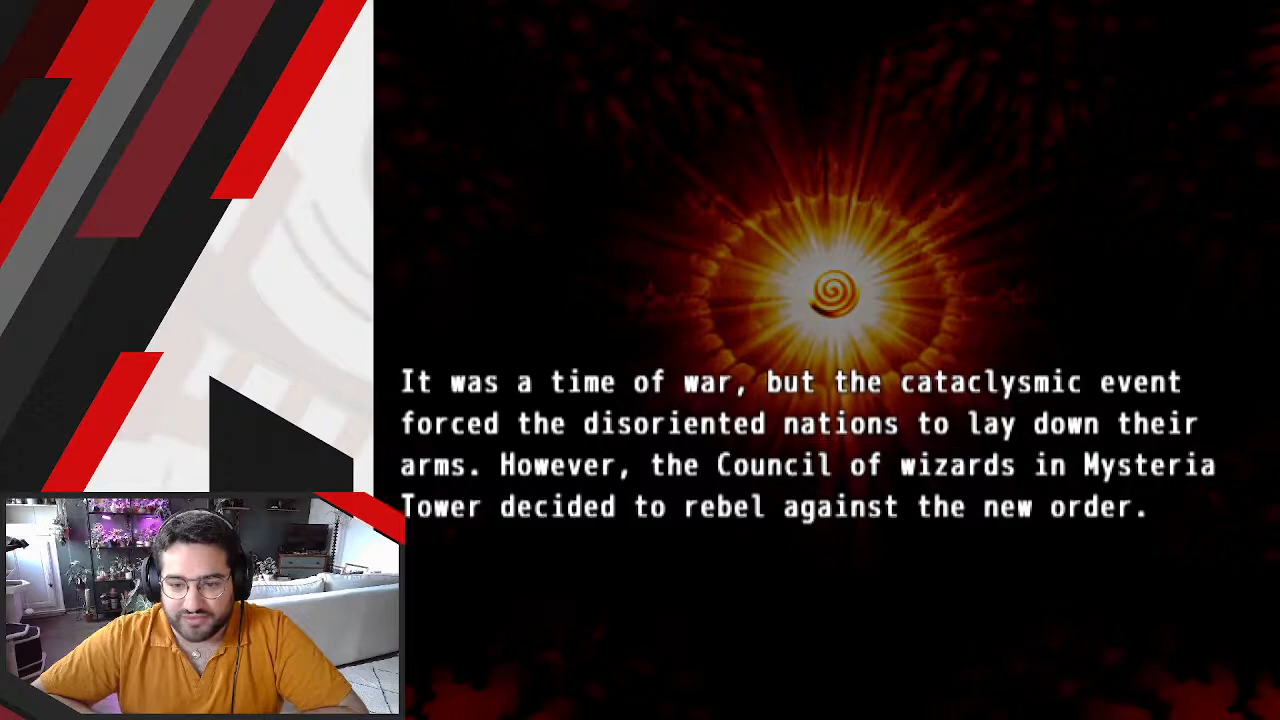 It was a time of war, but the cataclysmic event
forced the disoriented nations to lay down their
arms. However, the Council of wizards in Mysteria
Tower decided to rebel against the new order.